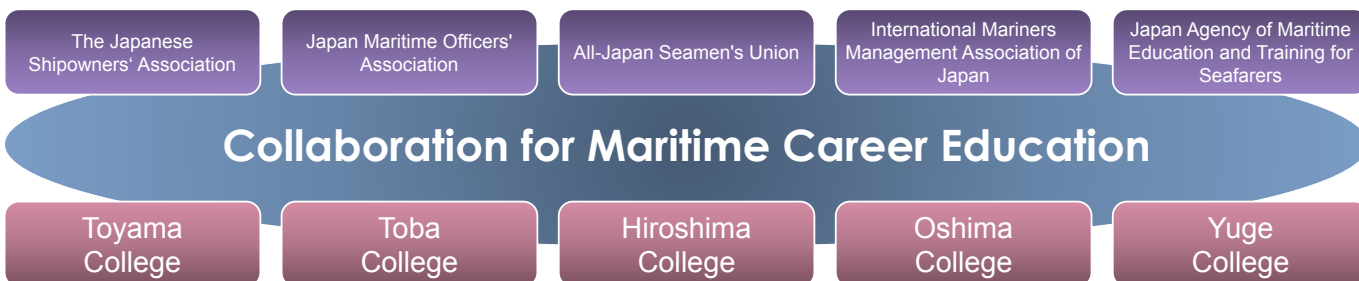 The Japanese
Shipowners‘ Association
Japan Maritime Officers'
Association
All-Japan Seamen's Union
International Mariners
Management Association of
Japan
Japan Agency of Maritime
Education and Training for
Seafarers
Collaboration for Maritime Career Education
Toyama
College
Toba
College
Hiroshima
College
Oshima
College
Yuge
College